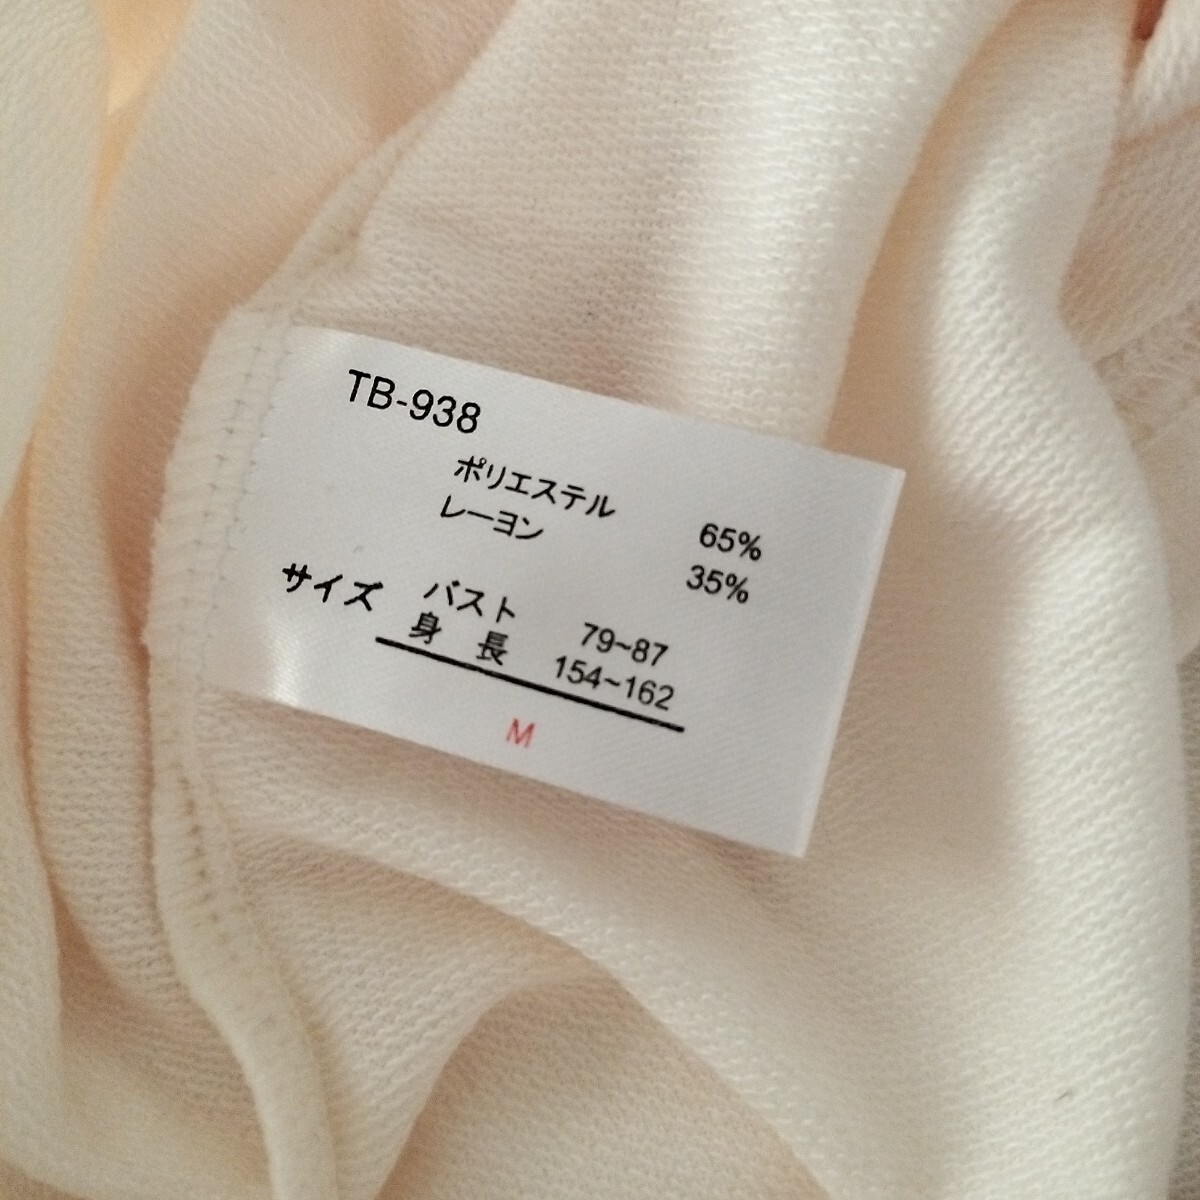 TB-938
ポリエステル 65%
レーヨン 35%
サイズ バスト 79~87
身長 154~162
M